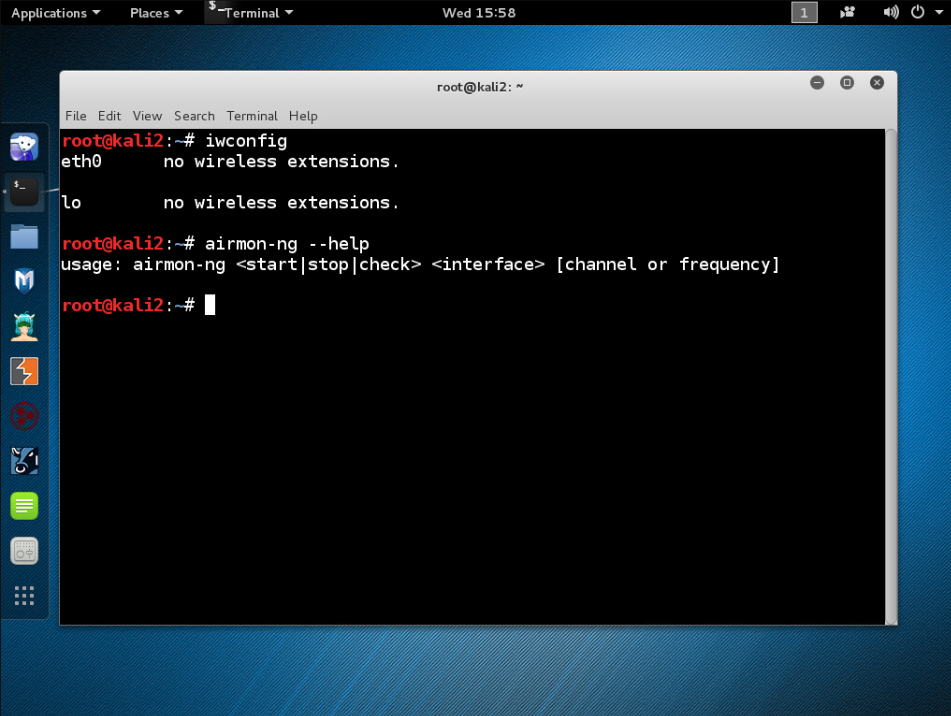 Applications Places $_Terminal Wed 15:58 1
root@kali2: ~
File Edit View Search Terminal Help
root@kali2:~# iwconfig
eth0      no wireless extensions.
lo        no wireless extensions.
root@kali2:~# airmon-ng --help
usage: airmon-ng <start|stop|check> <interface> [channel or frequency]
root@kali2:~#
$_